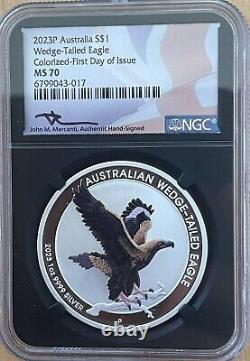 2023P Australia S$1
Wedge-Tailed Eagle
Colorized-First Day of Issue
MS 70
6799043-017
NGC
John M. Mercanti, Authentic Hand-Signed
AUSTRALIAN WEDGE-TAILED EAGLE
2023 1oz 9999 SILVER
P